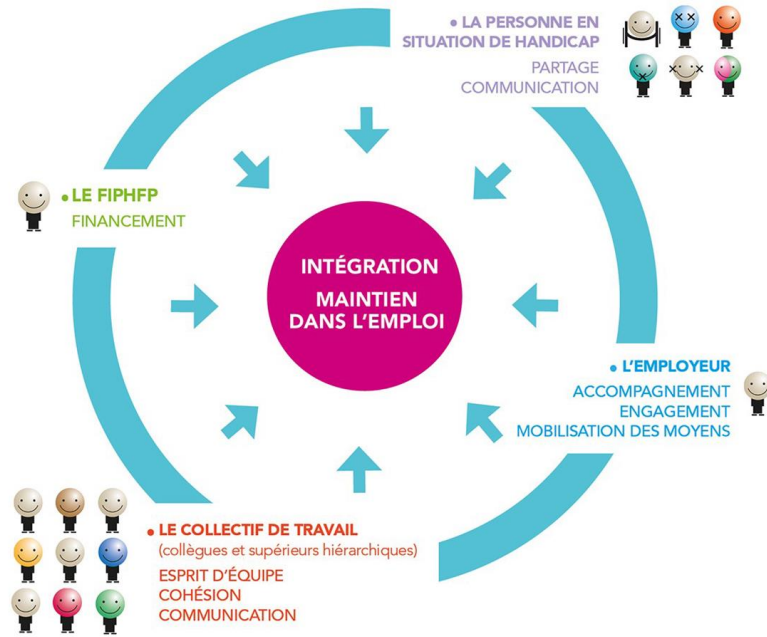 • LA PERSONNE EN
SITUATION DE HANDICAP
PARTAGE
COMMUNICATION
• LE FIPHFP
FINANCEMENT
INTÉGRATION
MAINTIEN
DANS L'EMPLOI
• L'EMPLOYEUR
ACCOMPAGNEMENT
ENGAGEMENT
MOBILISATION DES MOYENS
• LE COLLECTIF DE TRAVAIL
(collègues et supérieurs hiérarchiques)
ESPRIT D'ÉQUIPE
COHÉSION
COMMUNICATION